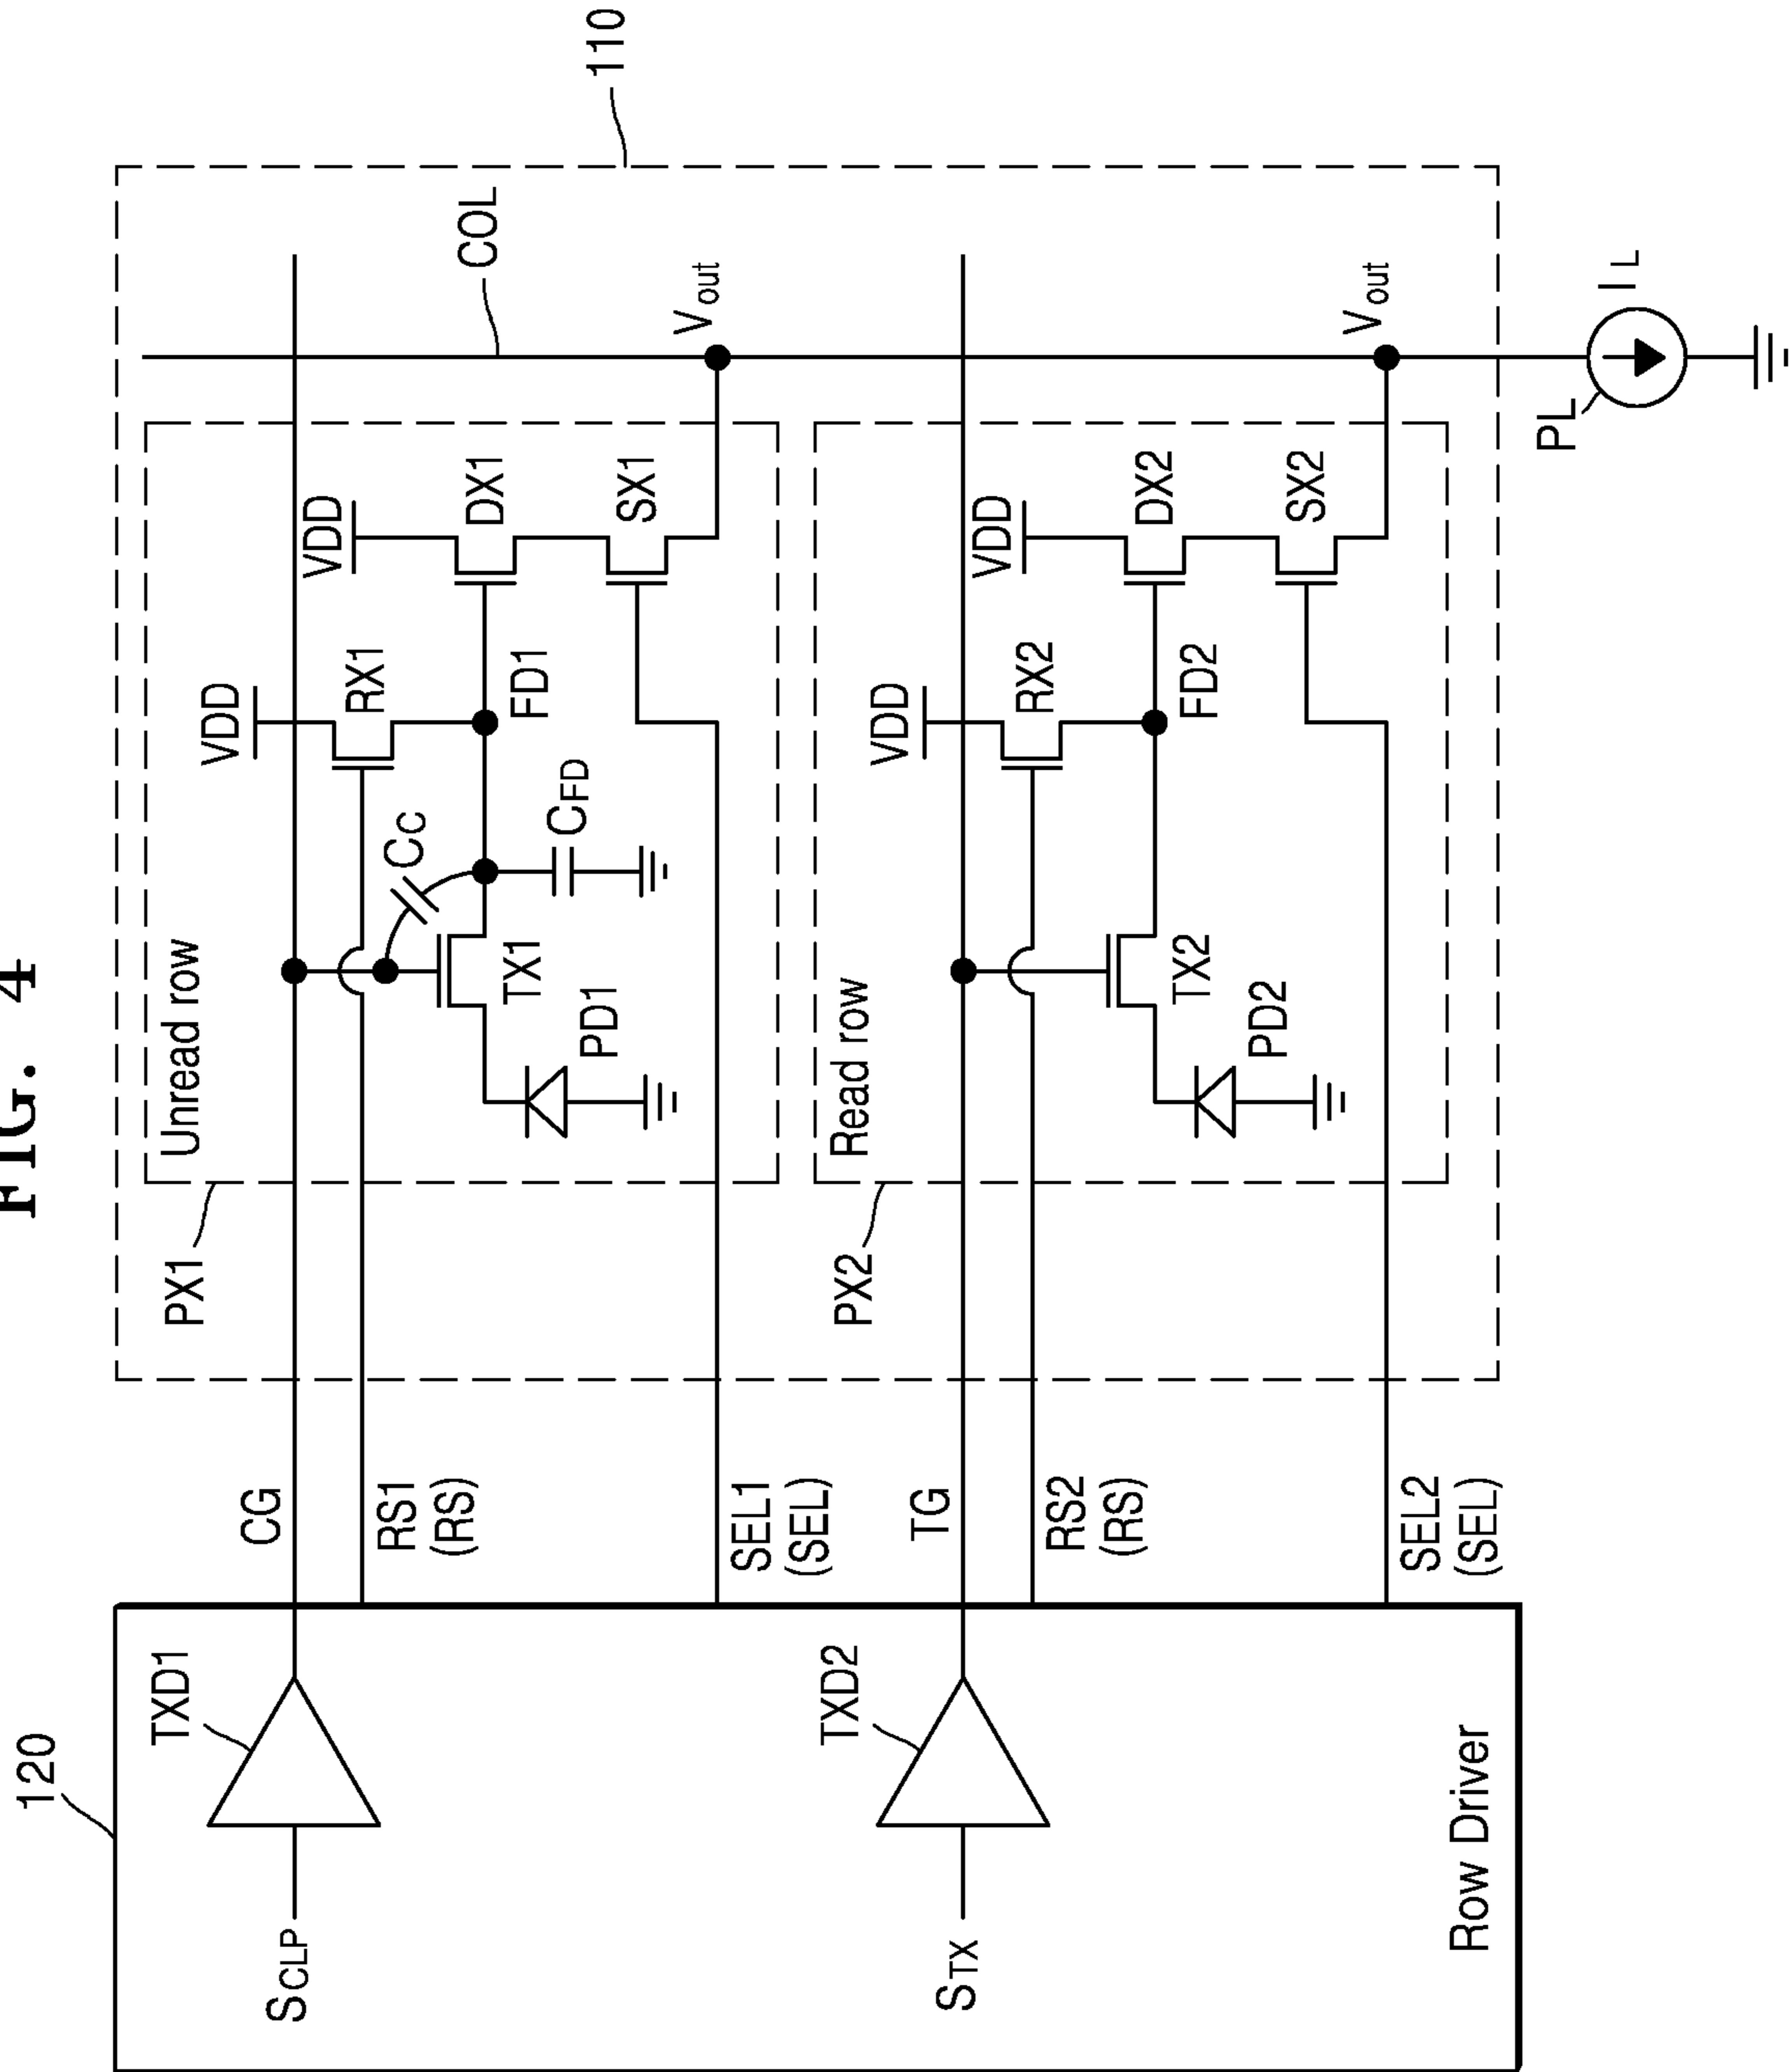 FIG. 4
120
TXD1
SCLP
TXD2
STX
Row Driver
CG
RS1
(RS)
SEL1
(SEL)
TG
RS2
(RS)
SEL2
(SEL)
110
COL
PX1
Unread row
VDD
RX1
VDD
DX1
SX1
FD1
CC
CFD
TX1
PD1
Vout
PX2
Read row
VDD
RX2
VDD
DX2
SX2
FD2
TX2
PD2
Vout
PL
IL